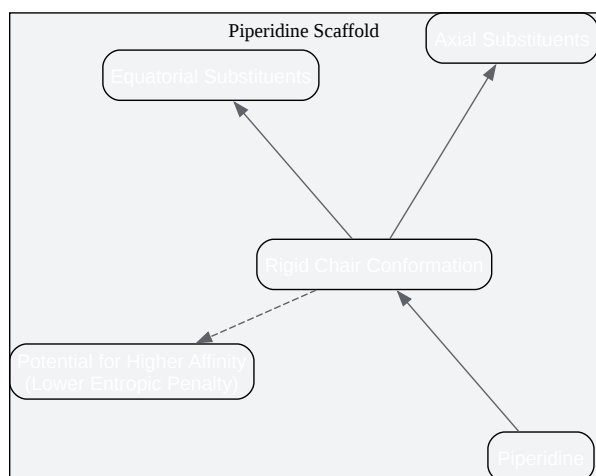 Piperidine Scaffold
Axial Substituents
Equatorial Substituents
Rigid Chair Conformation
Potential for Higher Affinity
(Lower Entropic Penalty)
Piperidine